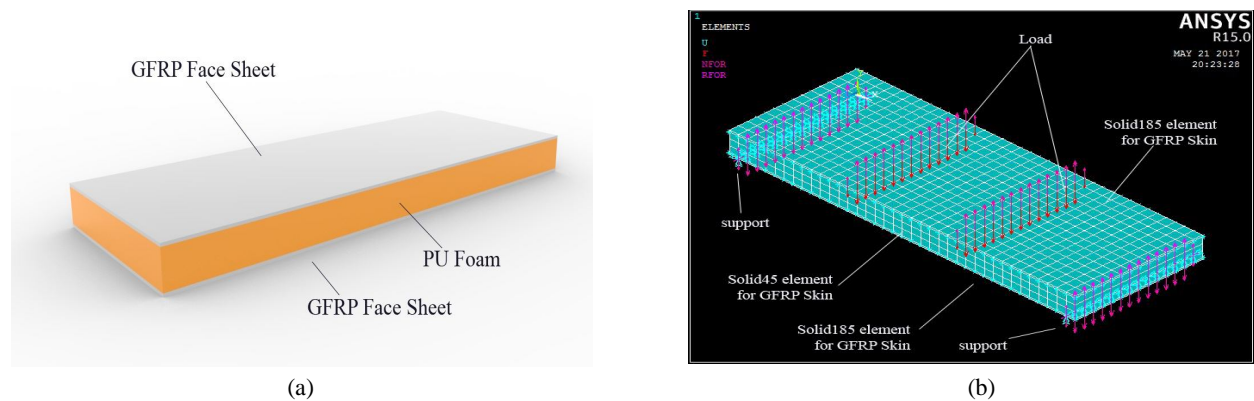 GFRP Face Sheet
PU Foam
GFRP Face Sheet
(a)
1
ELEMENTS
U
F
NFOR
RFOR
ANSYS
R15.0
MAY 21 2017
20:23:28
Load
Solid185 element
for GFRP Skin
support
Solid45 element
for GFRP Skin
Solid185 element
for GFRP Skin
support
(b)